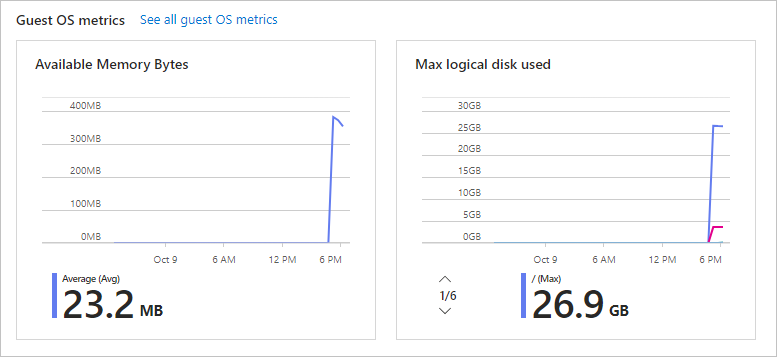 Guest OS metrics See all guest OS metrics
Available Memory Bytes
400MB
300MB
200MB
100MB
0MB
Oct 9 6 AM 12 PM 6 PM
Average (Avg)
23.2 MB
Max logical disk used
30GB
25GB
20GB
15GB
10GB
5GB
0GB
Oct 9 6 AM 12 PM 6 PM
1/6
/ (Max)
26.9 GB